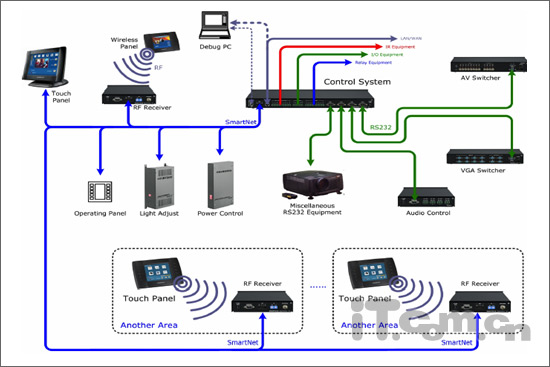 Wireless
Panel
RF
Debug PC
LAN/WAN
IR Equipment
I/O Equipment
Relay Equipment
Control System
AV Switcher
Touch
Panel
RF Receiver
SmartNet
RS232
VGA Switcher
Operating Panel
Light Adjust
Power Control
Miscellaneous
RS232 Equipment
Audio Control
Touch Panel
RF Receiver
Another Area
SmartNet
......
Touch Panel
RF Receiver
Another Area
SmartNet
iT.com.cn